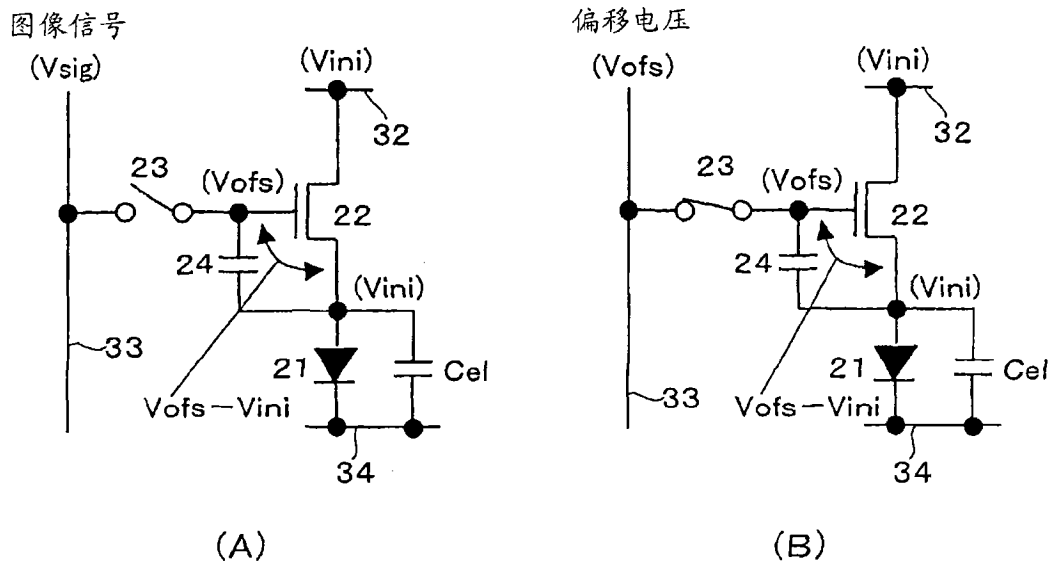 图像信号
(Vsig)
(Vini)
32
23
(Vofs)
22
24
(Vini)
33
21
Cel
Vofs−Vini
34
(A)
偏移电压
(Vofs)
(Vini)
32
23
(Vofs)
22
24
(Vini)
21
Cel
33
Vofs−Vini
34
(B)